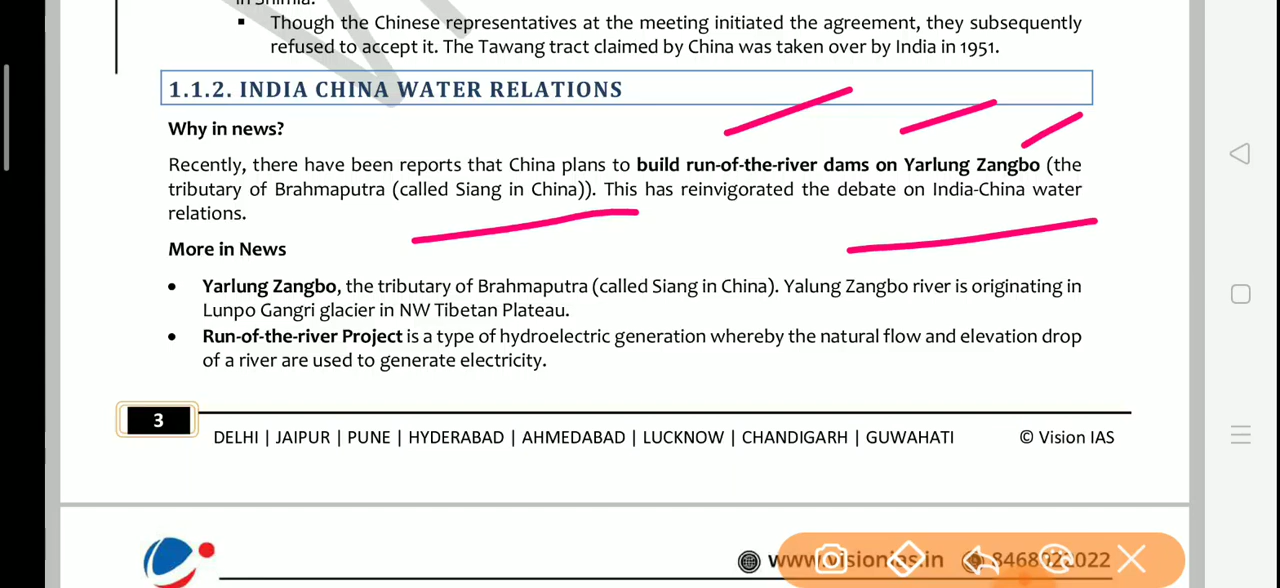 in Shimla.
▪ Though the Chinese representatives at the meeting initiated the agreement, they subsequently
refused to accept it. The Tawang tract claimed by China was taken over by India in 1951.
1.1.2. INDIA CHINA WATER RELATIONS
Why in news?
Recently, there have been reports that China plans to build run-of-the-river dams on Yarlung Zangbo (the
tributary of Brahmaputra (called Siang in China)). This has reinvigorated the debate on India-China water
relations.
More in News
• Yarlung Zangbo, the tributary of Brahmaputra (called Siang in China). Yalung Zangbo river is originating in
Lunpo Gangri glacier in NW Tibetan Plateau.
• Run-of-the-river Project is a type of hydroelectric generation whereby the natural flow and elevation drop
of a river are used to generate electricity.
3
DELHI | JAIPUR | PUNE | HYDERABAD | AHMEDABAD | LUCKNOW | CHANDIGARH | GUWAHATI © Vision IAS
www.visionias.in 8468022022